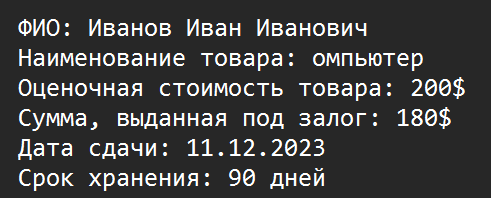 ФИО: Иванов Иван Иванович
Наименование товара: омпьютер
Оценочная стоимость товара: 200$
Сумма, выданная под залог: 180$
Дата сдачи: 11.12.2023
Срок хранения: 90 дней